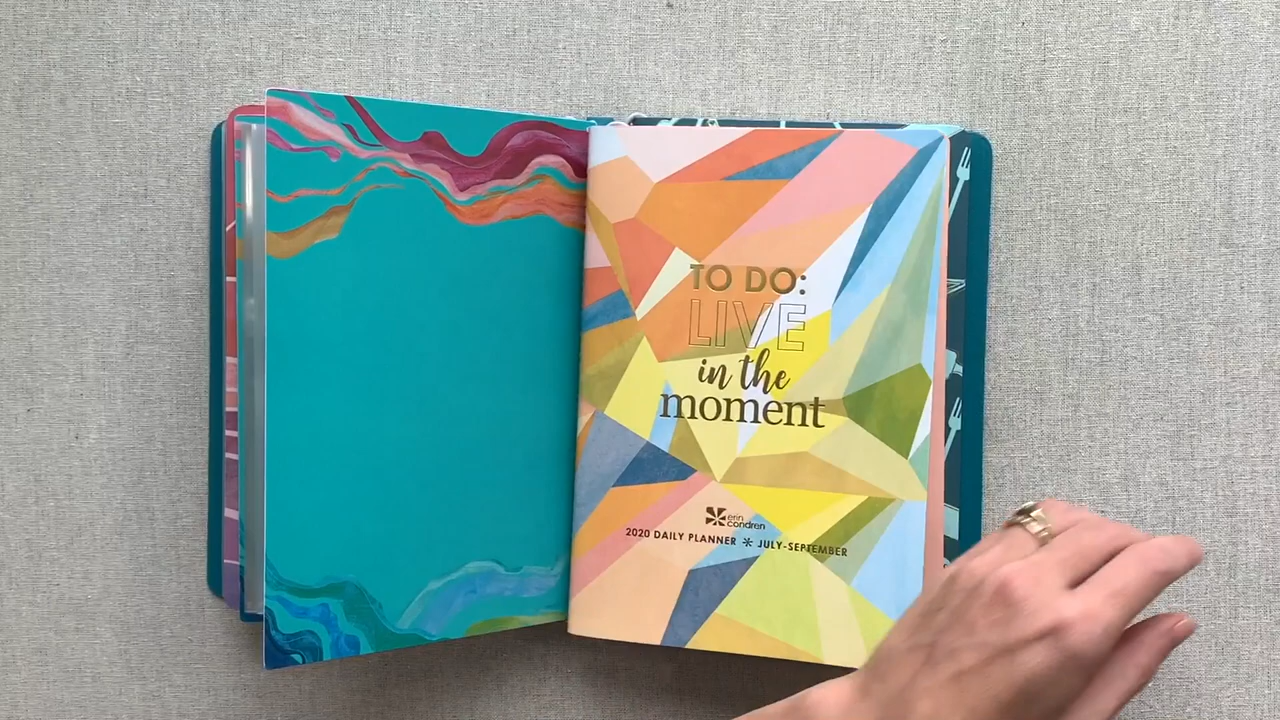 TO DO:
LIVE
in the
moment
erin
condren
2020 DAILY PLANNER ✲ JULY-SEPTEMBER